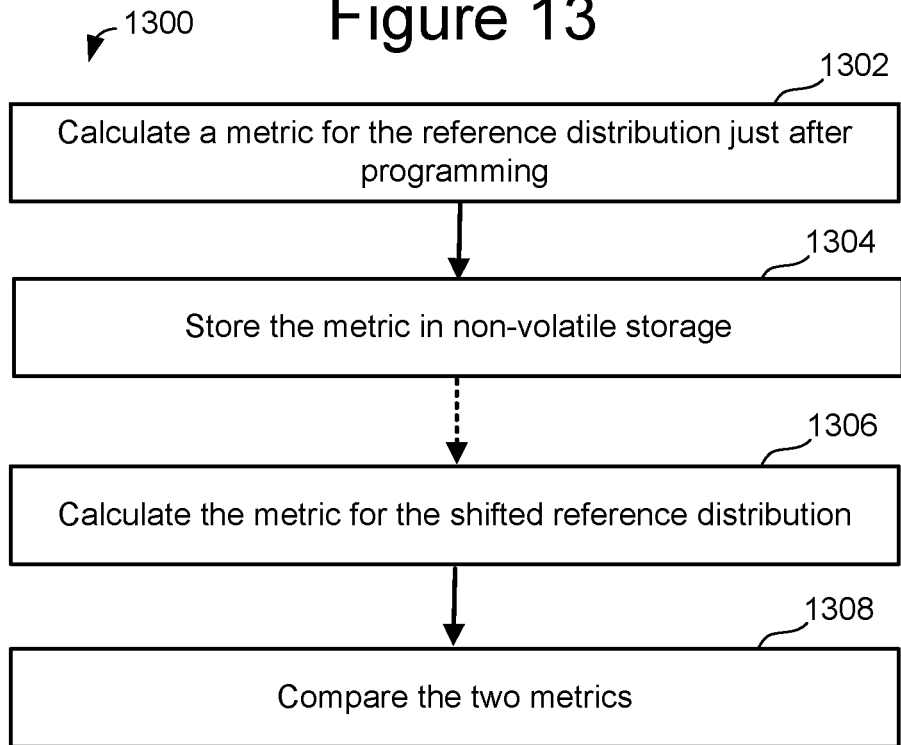 Figure 13
1300
1302
Calculate a metric for the reference distribution just after
programming
1304
Store the metric in non-volatile storage
1306
Calculate the metric for the shifted reference distribution
1308
Compare the two metrics